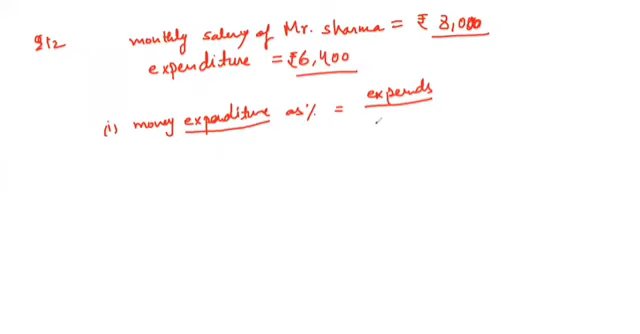 Q12 monthly salary of Mr. Sharma = ₹ 8,000
expenditure = ₹6,400
(i) money expenditure as % = expends